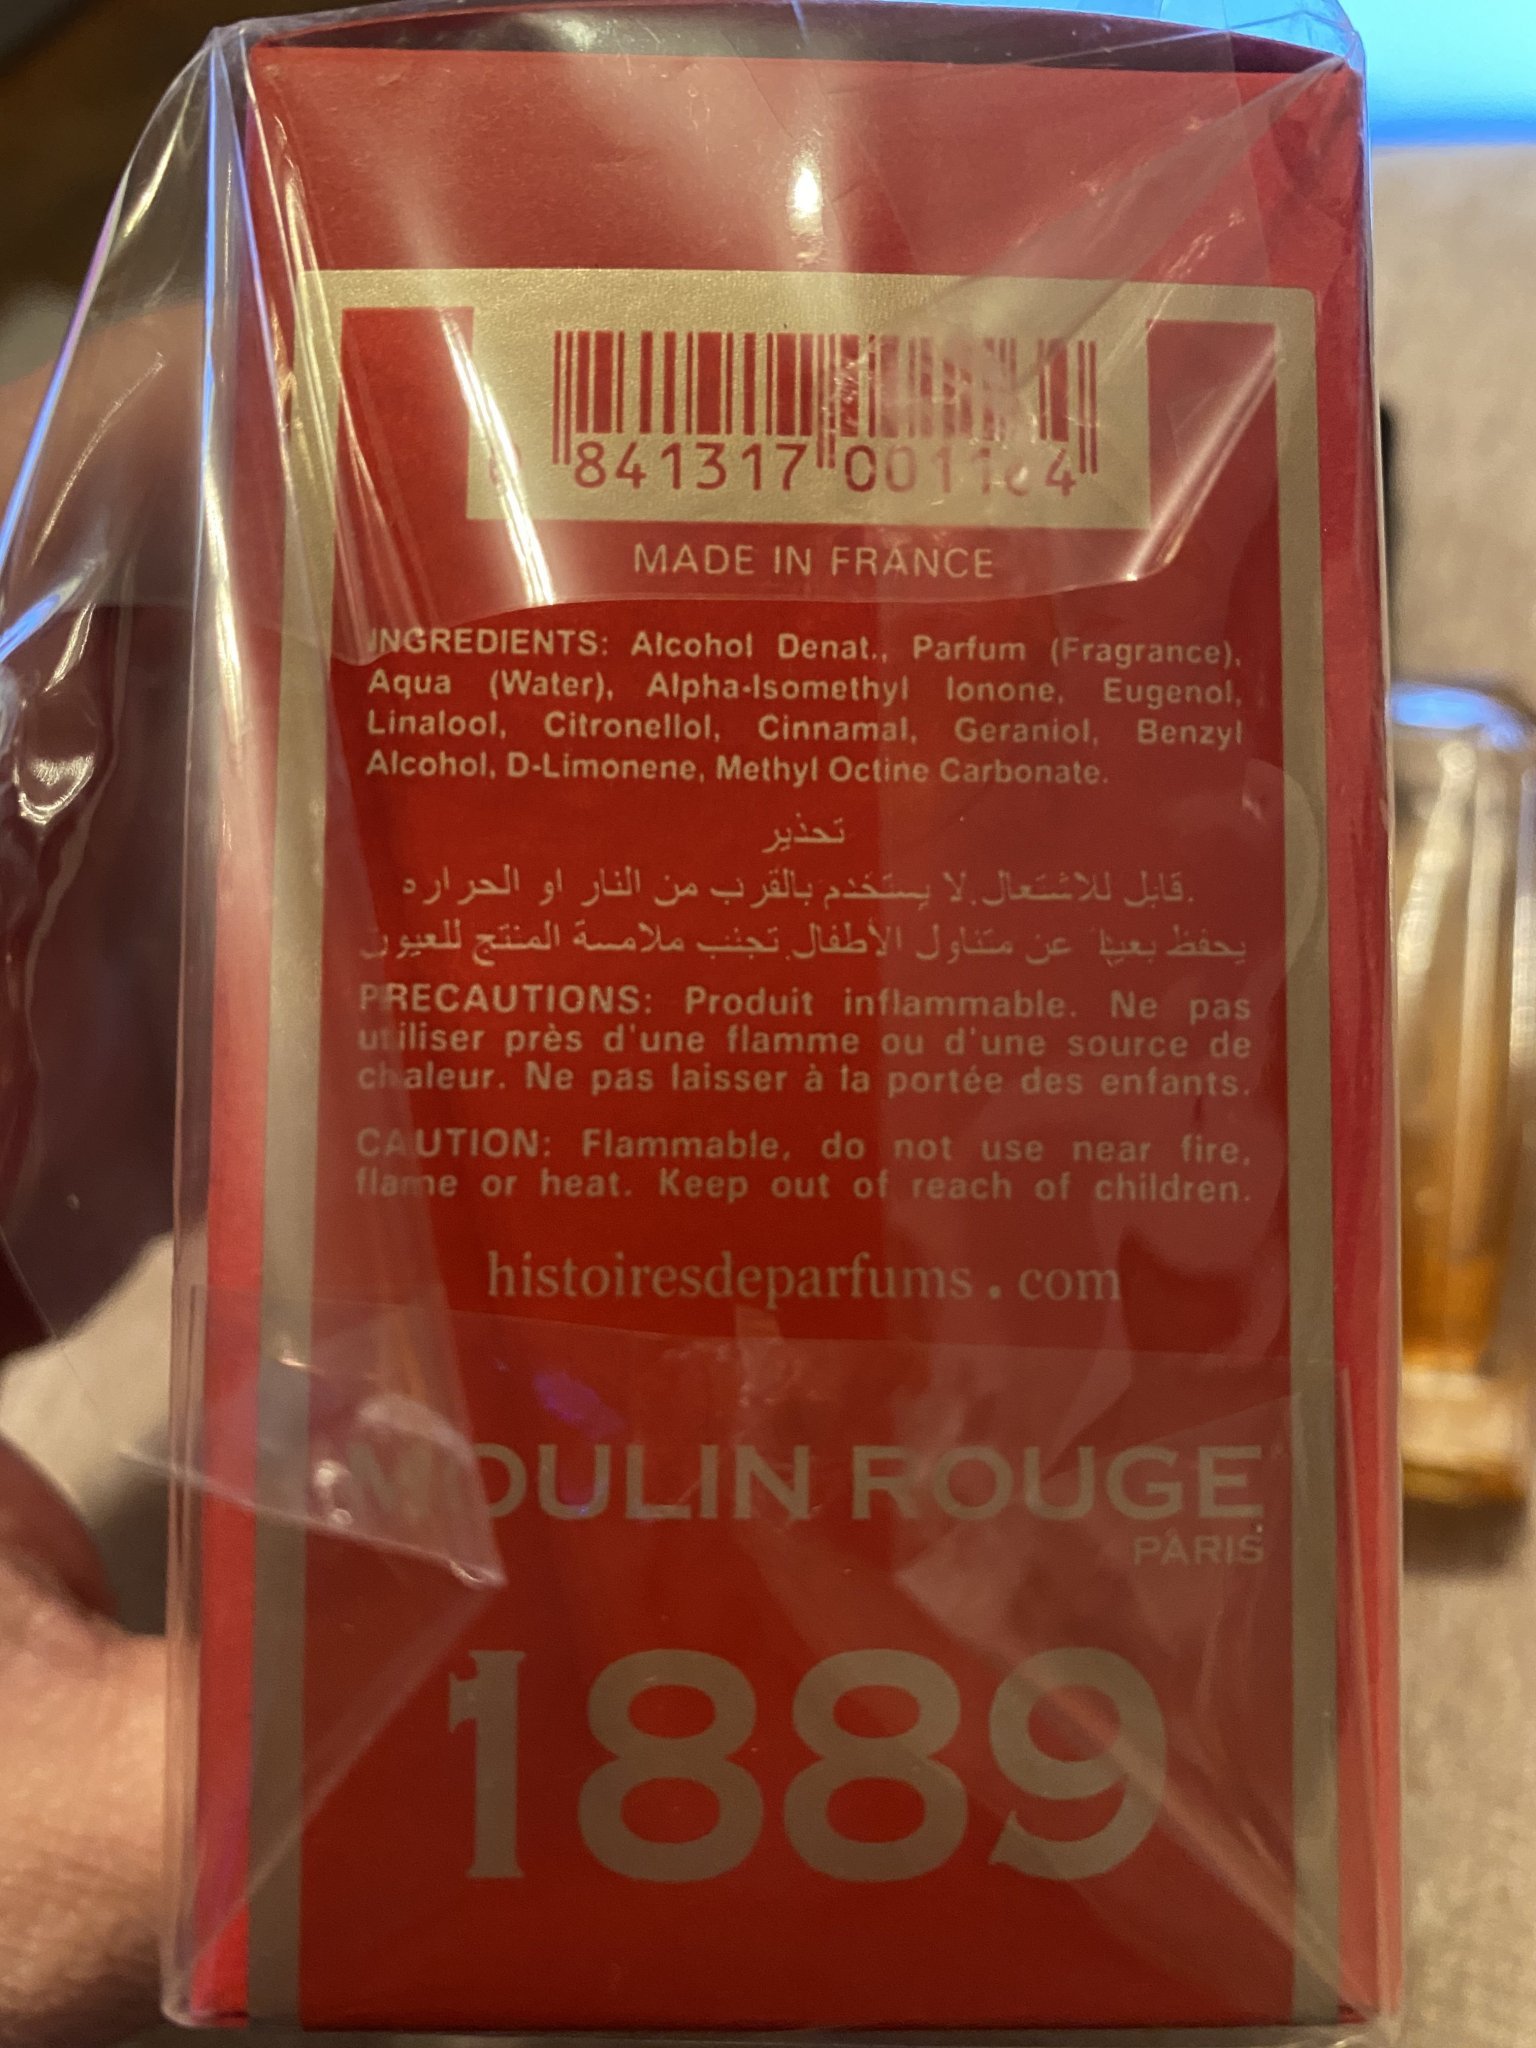 841317
MADE IN FRANCE
INGREDIENTS: Alcohol Denat., Parfum (Fragrance),
Aqua (Water), Alpha-Isomethyl Ionone, Eugenol,
Linalool, Citronellol, Cinnamal, Geraniol, Benzyl
Alcohol, D-Limonene, Methyl Octine Carbonate.
تحذير
قابل للاشتعال. لا يستخدم بالقرب من النار او الحراره.
يحفظ عن متناول الأطفال. تجنب ملامسة المنتج للعيون
PRECAUTIONS: Produit inflammable. Ne pas
utiliser près d'une flamme ou d'une source de
chaleur. Ne pas laisser à la portée des enfants.
CAUTION: Flammable, do not use near fire,
flame or heat. Keep out of reach of children.
histoiresdeparfums.com
MOULIN ROUGE
PARIS
1889